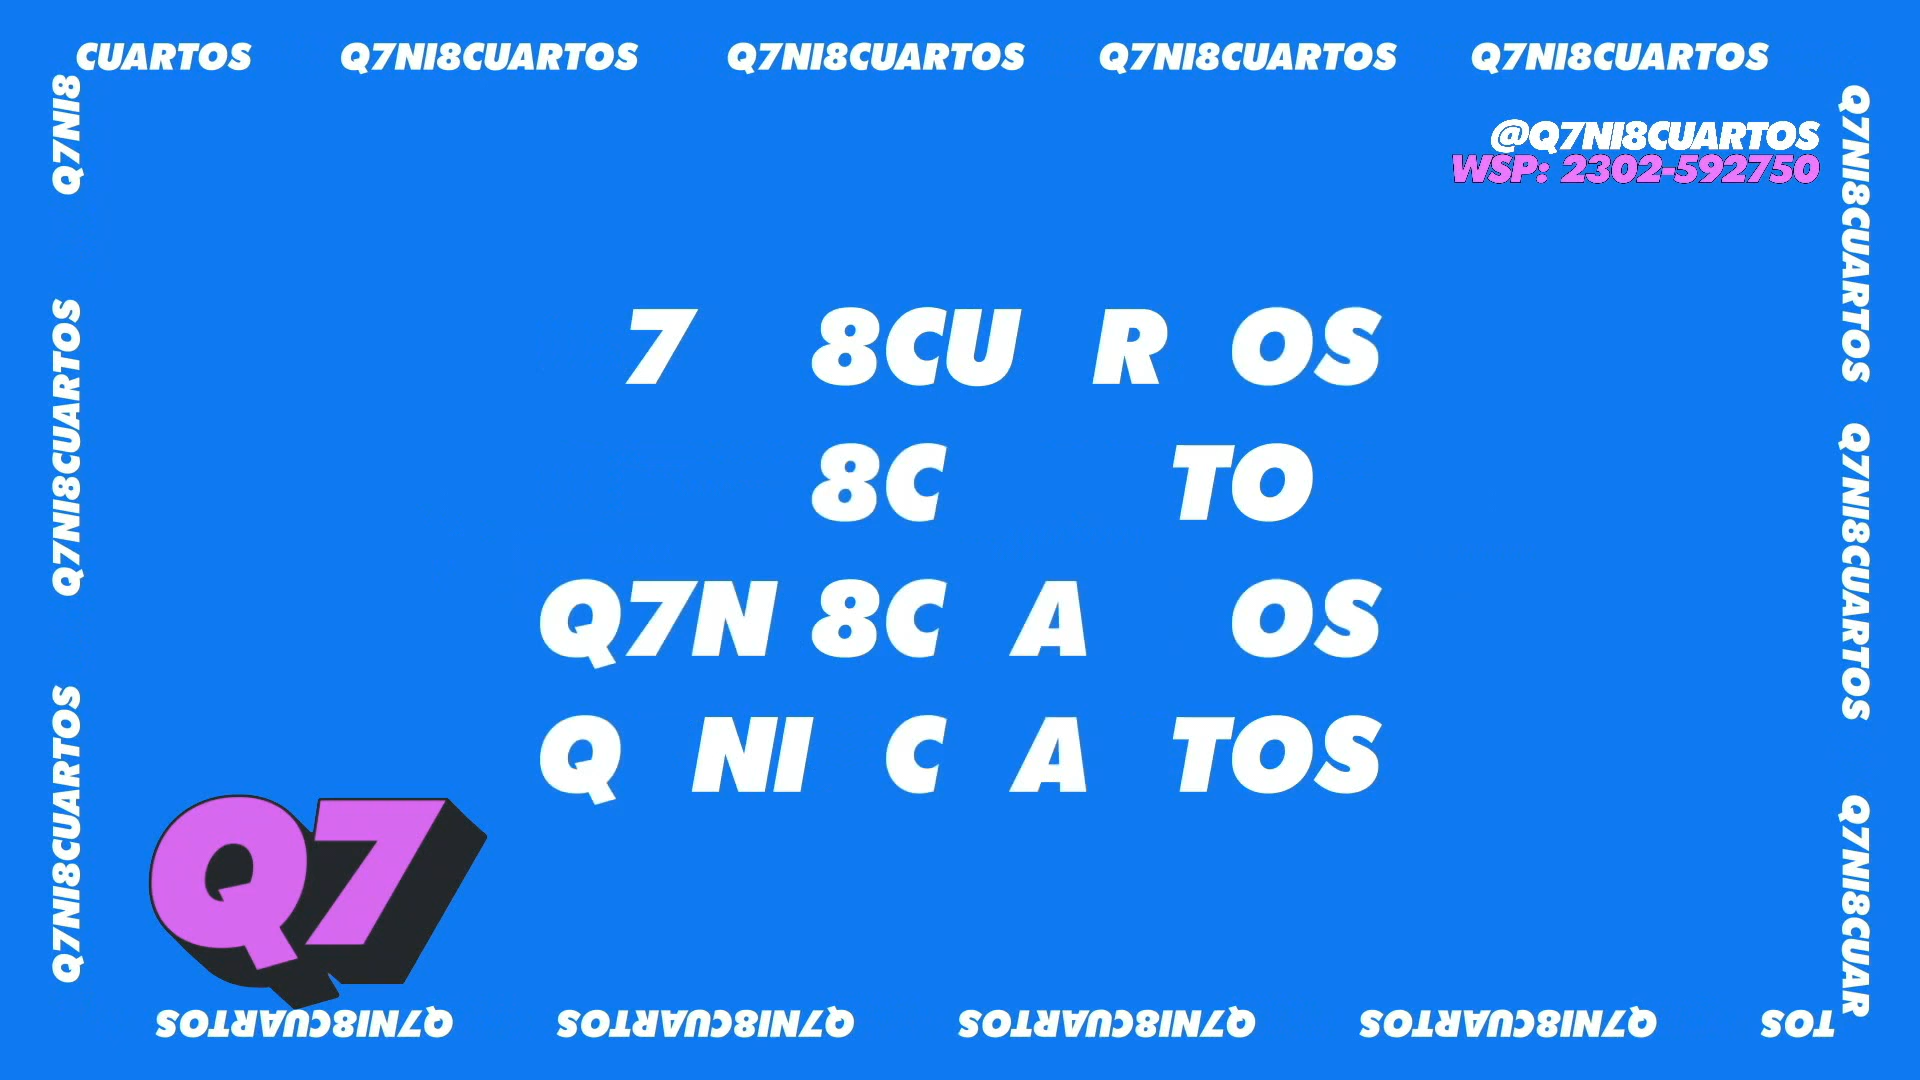 CUARTOS Q7NI8CUARTOS Q7NI8CUARTOS Q7NI8CUARTOS Q7NI8CUARTOS
@Q7NI8CUARTOS
WSP: 2302-592750
7 8CU R OS
8C TO
Q7N 8C A OS
Q NI C A TOS
Q7
Q7NI8
Q7NI8CUARTOS
Q7NI8CUARTOS
Q7NI8CUARTOS
Q7NI8CUARTOS
Q7NI8CUAR
TOS Q7NI8CUARTOS Q7NI8CUARTOS Q7NI8CUARTOS Q7NI8CUARTOS